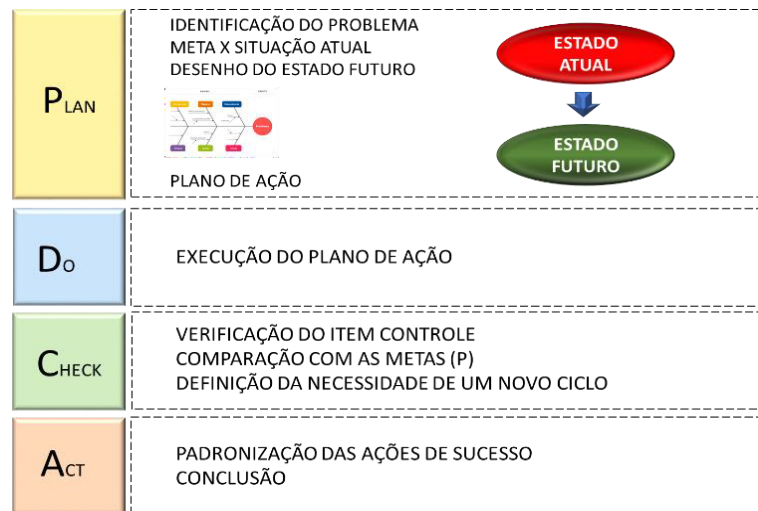 PLAN
IDENTIFICAÇÃO DO PROBLEMA
META X SITUAÇÃO ATUAL
DESENHO DO ESTADO FUTURO
PLANO DE AÇÃO
ESTADO
ATUAL
ESTADO
FUTURO
DO
EXECUÇÃO DO PLANO DE AÇÃO
CHECK
VERIFICAÇÃO DO ITEM CONTROLE
COMPARAÇÃO COM AS METAS (P)
DEFINIÇÃO DA NECESSIDADE DE UM NOVO CICLO
ACT
PADRONIZAÇÃO DAS AÇÕES DE SUCESSO
CONCLUSÃO